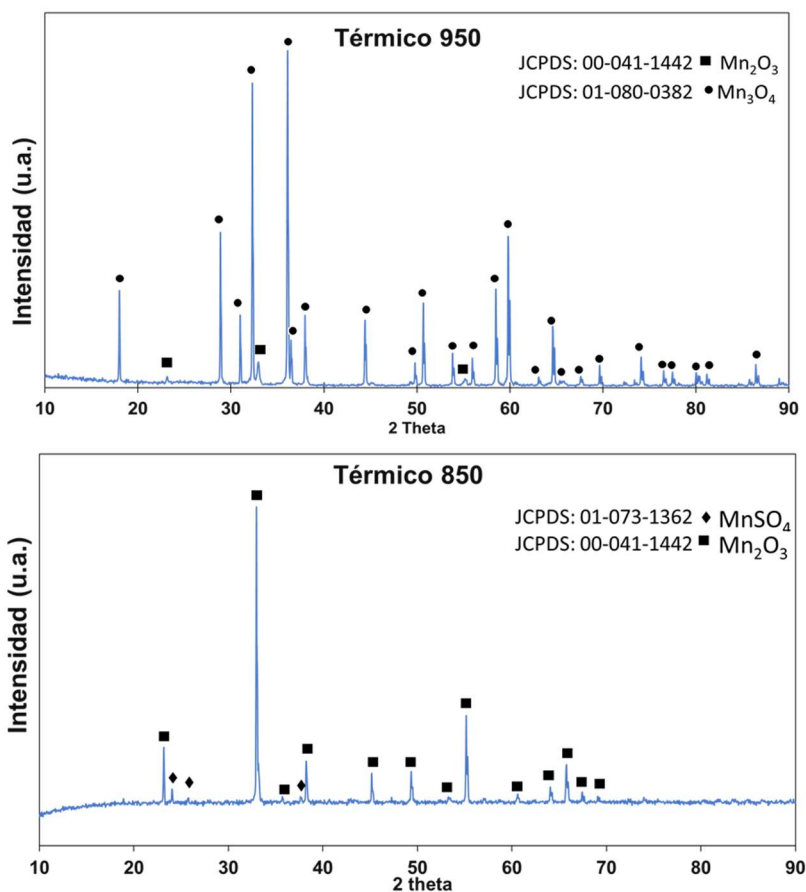 Térmico 950
JCPDS: 00-041-1442 ■ Mn₂O₃
JCPDS: 01-080-0382 ● Mn₃O₄
Intensidad (u.a.)
10 20 30 40 50 60 70 80 90
2 Theta
Térmico 850
JCPDS: 01-073-1362 ♦ MnSO₄
JCPDS: 00-041-1442 ■ Mn₂O₃
Intensidad (u.a.)
10 20 30 40 50 60 70 80 90
2 theta